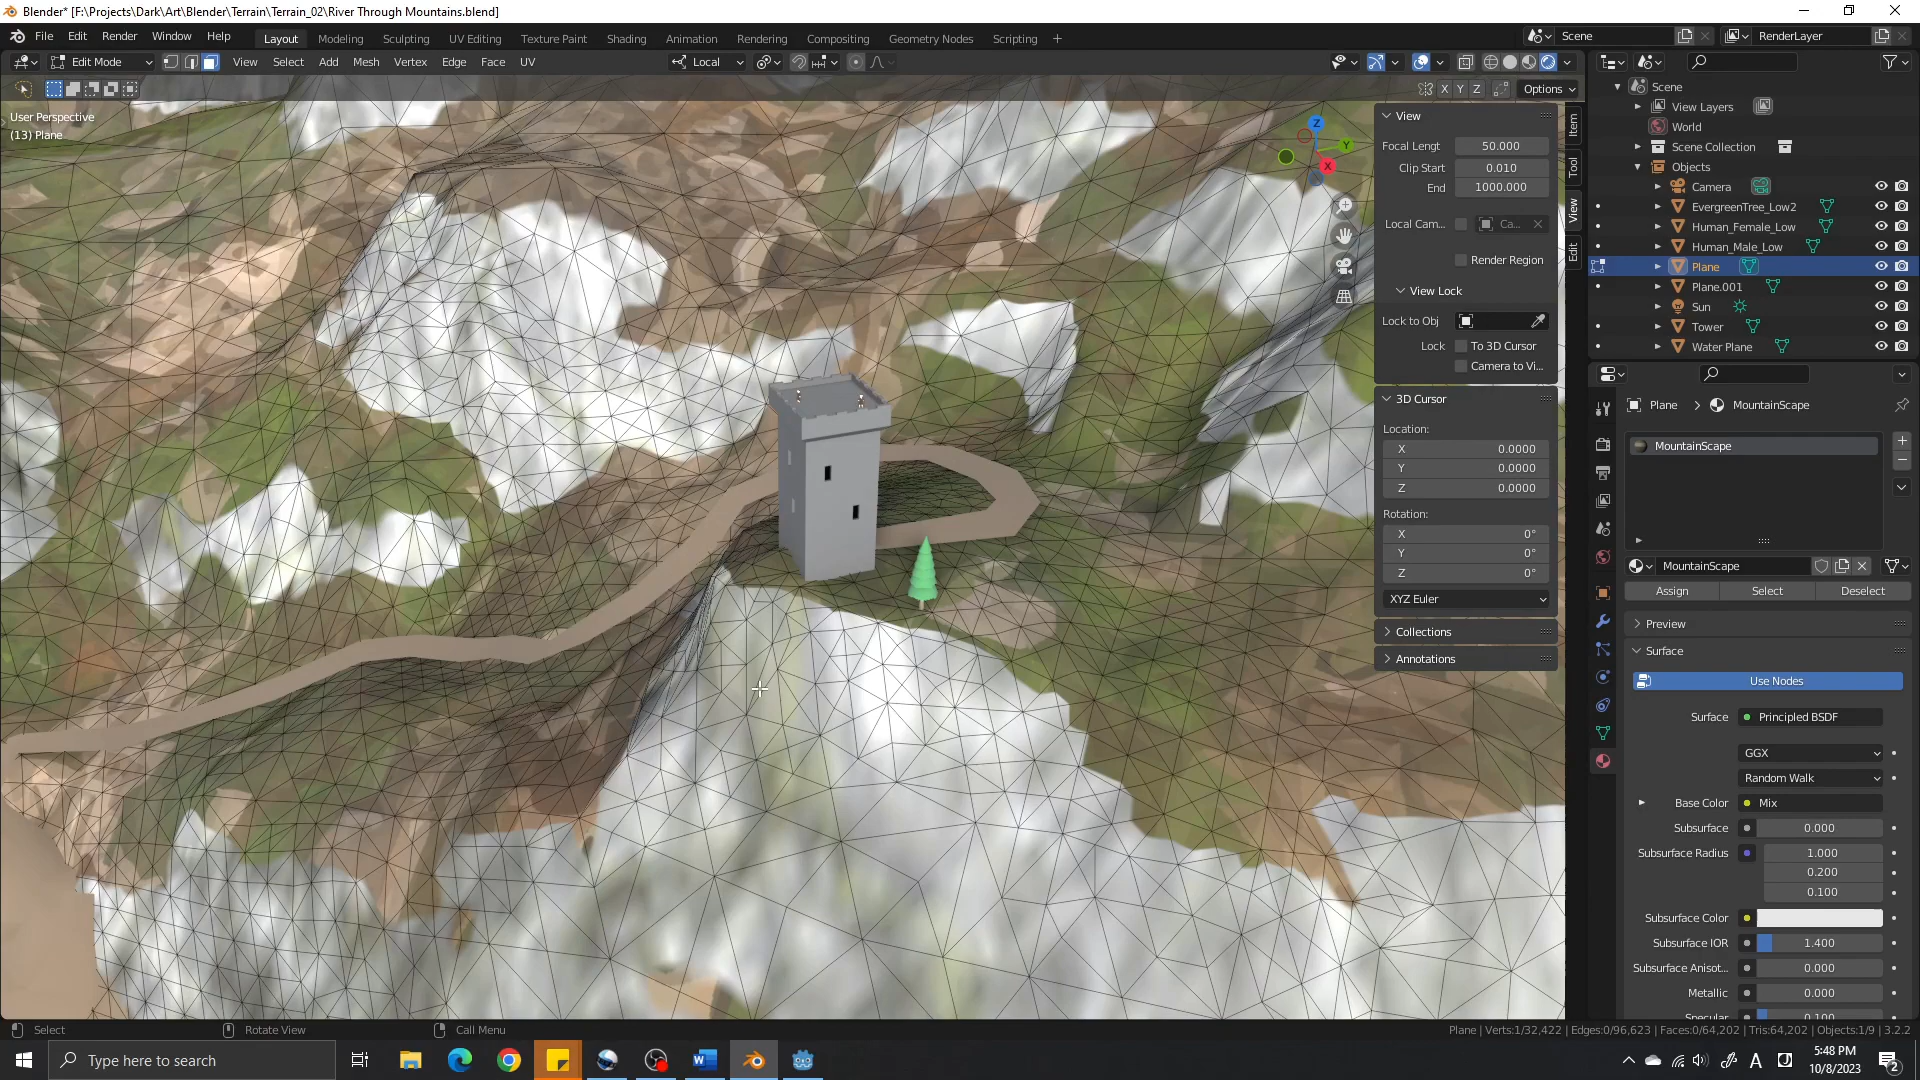 Blender* [F:\Projects\Dark\Art\Blender\Terrain\Terrain_02\River Through Mountains.blend]
File Edit Render Window Help Layout Modeling Sculpting UV Editing Texture Paint Shading Animation Rendering Compositing Geometry Nodes Scripting + Scene RenderLayer
Edit Mode View Select Add Mesh Vertex Edge Face UV Local
X Y Z Options
User Perspective
(13) Plane
Z
Y
X
View
Focal Lengt 50.000
Clip Start 0.010
End 1000.000
Local Cam... Ca...
Render Region
View Lock
Lock to Obj
Lock To 3D Cursor
Camera to Vi...
3D Cursor
Location:
X 0.0000
Y 0.0000
Z 0.0000
Rotation:
X 0°
Y 0°
Z 0°
XYZ Euler
Collections
Annotations
Item
Tool
View
Edit
Scene
View Layers
World
Scene Collection
Objects
Camera
EvergreenTree_Low2
Human_Female_Low
Human_Male_Low
Plane
Plane.001
Sun
Tower
Water Plane
Plane MountainScape
MountainScape
MountainScape
Assign Select Deselect
Preview
Surface
Use Nodes
Surface Principled BSDF
GGX
Random Walk
Base Color Mix
Subsurface 0.000
Subsurface Radius 1.000
0.200
0.100
Subsurface Color
Subsurface IOR 1.400
Subsurface Anisot... 0.000
Metallic 0.000
Specular 0.100
Select Rotate View Call Menu Plane | Verts:1/32,422 | Edges:0/96,623 | Faces:0/64,202 | Tris:64,202 | Objects:1/9 | 3.2.2
Type here to search
5:48 PM
10/8/2023
2